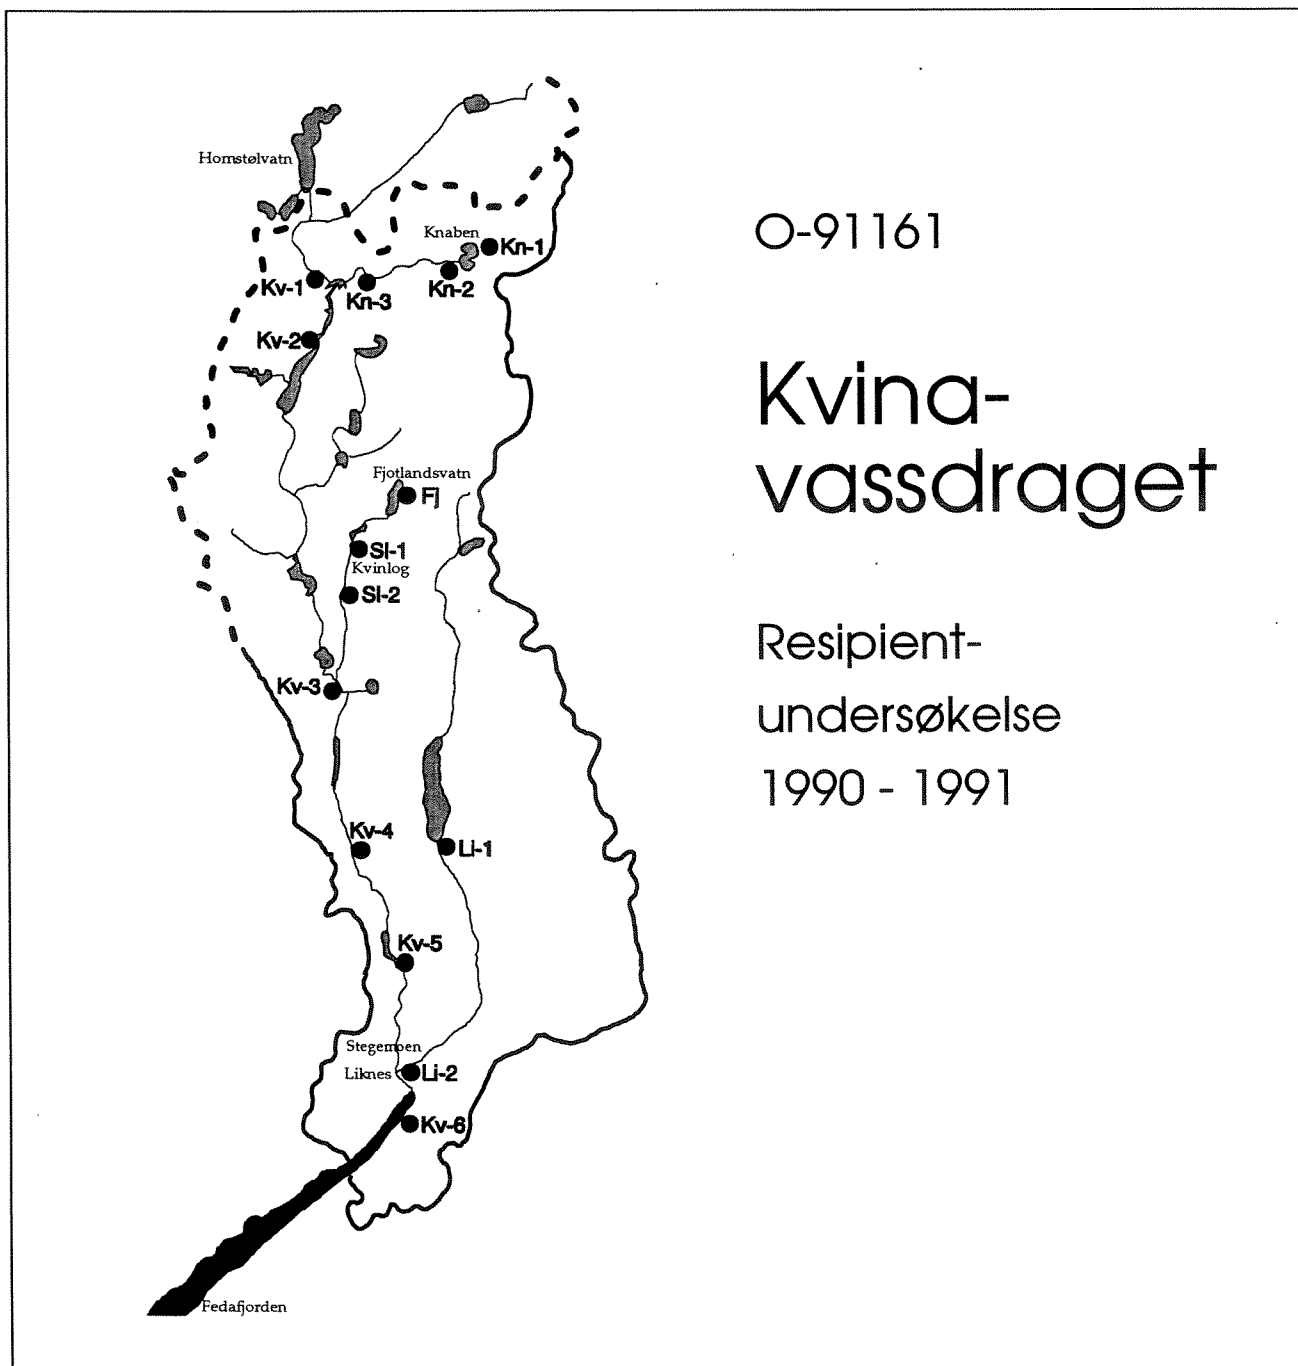 O-91161
Kvina-
vassdraget
Resipient-
undersøkelse
1990 - 1991
Homstølvatn
Knaben
Kn-1
Kv-1
Kn-3
Kn-2
Kv-2
Fjotlandsvatn
Fj
Sl-1
Kvinlog
Sl-2
Kv-3
Kv-4
Li-1
Kv-5
Stegemoen
Liknes
Li-2
Kv-6
Fedafjorden